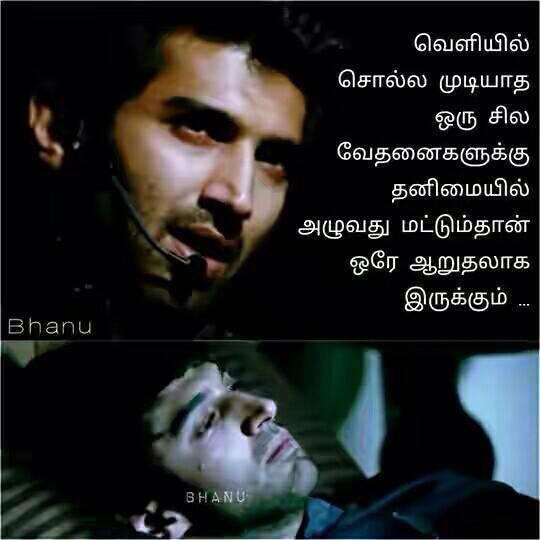 வெளியில்
சொல்ல முடியாத
ஒரு சில
வேதனைகளுக்கு
தனிமையில்
அழுவது மட்டும்தான்
ஒரே ஆறுதலாக
இருக்கும் ...
Bhanu
BHANU